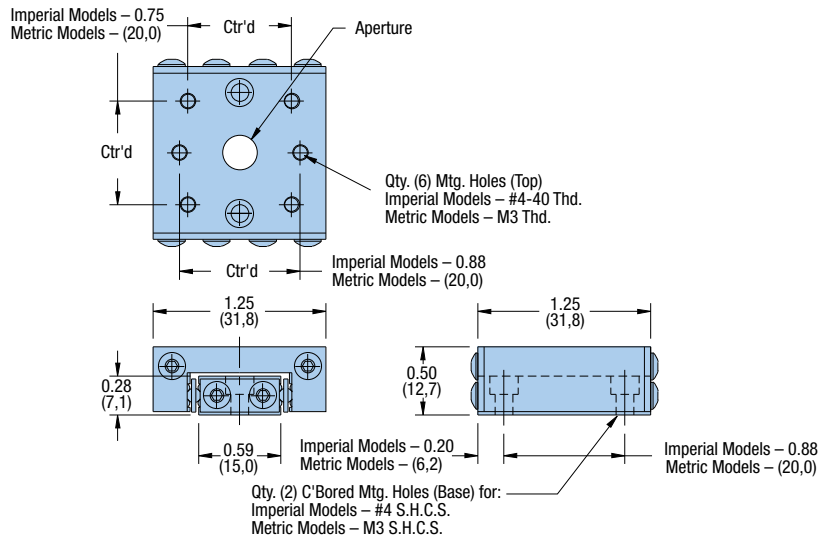 Imperial Models – 0.75
Metric Models – (20,0)
Ctr'd
Aperture
Ctr'd
Qty. (6) Mtg. Holes (Top)
Imperial Models – #4-40 Thd.
Metric Models – M3 Thd.
Ctr'd
Imperial Models – 0.88
Metric Models – (20,0)
1.25
(31,8)
1.25
(31,8)
0.28
(7,1)
0.50
(12,7)
0.59
(15,0)
Imperial Models – 0.20
Metric Models – (6,2)
Imperial Models – 0.88
Metric Models – (20,0)
Qty. (2) C'Bored Mtg. Holes (Base) for:
Imperial Models – #4 S.H.C.S.
Metric Models – M3 S.H.C.S.